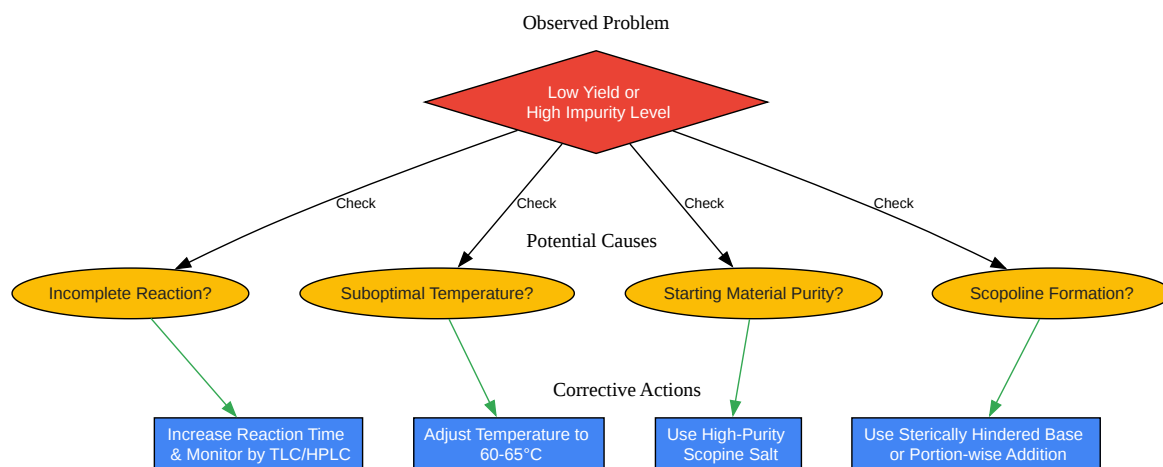 Observed Problem
Low Yield or
High Impurity Level
Check
Check
Check
Check
Potential Causes
Incomplete Reaction?
Suboptimal Temperature?
Starting Material Purity?
Scopoline Formation?
Corrective Actions
Increase Reaction Time
& Monitor by TLC/HPLC
Adjust Temperature to
60-65°C
Use High-Purity
Scopine Salt
Use Sterically Hindered Base
or Portion-wise Addition